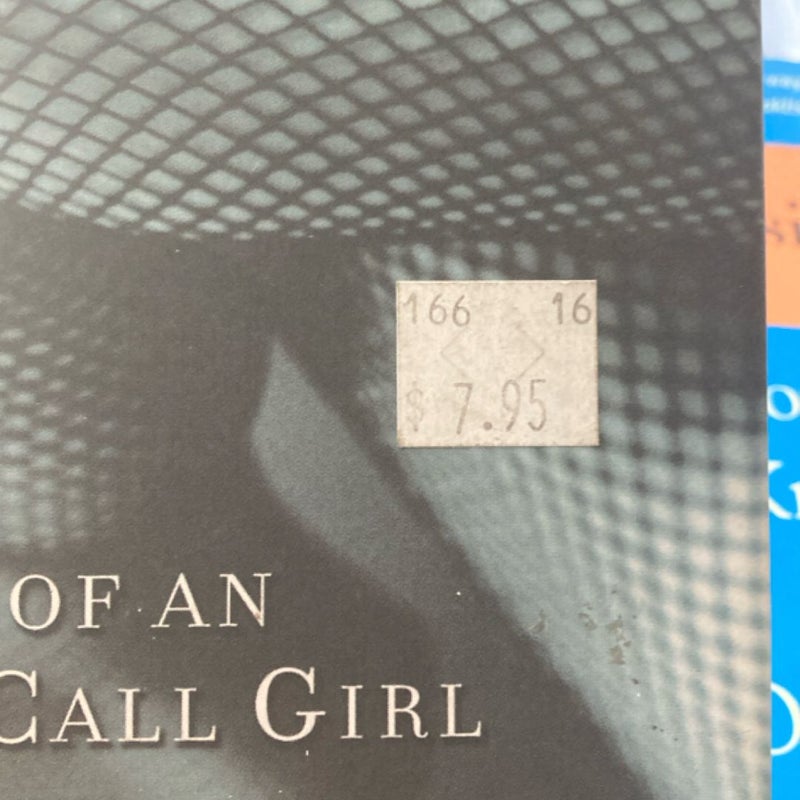 166 16
$ 7.95
OF AN
CALL GIRL